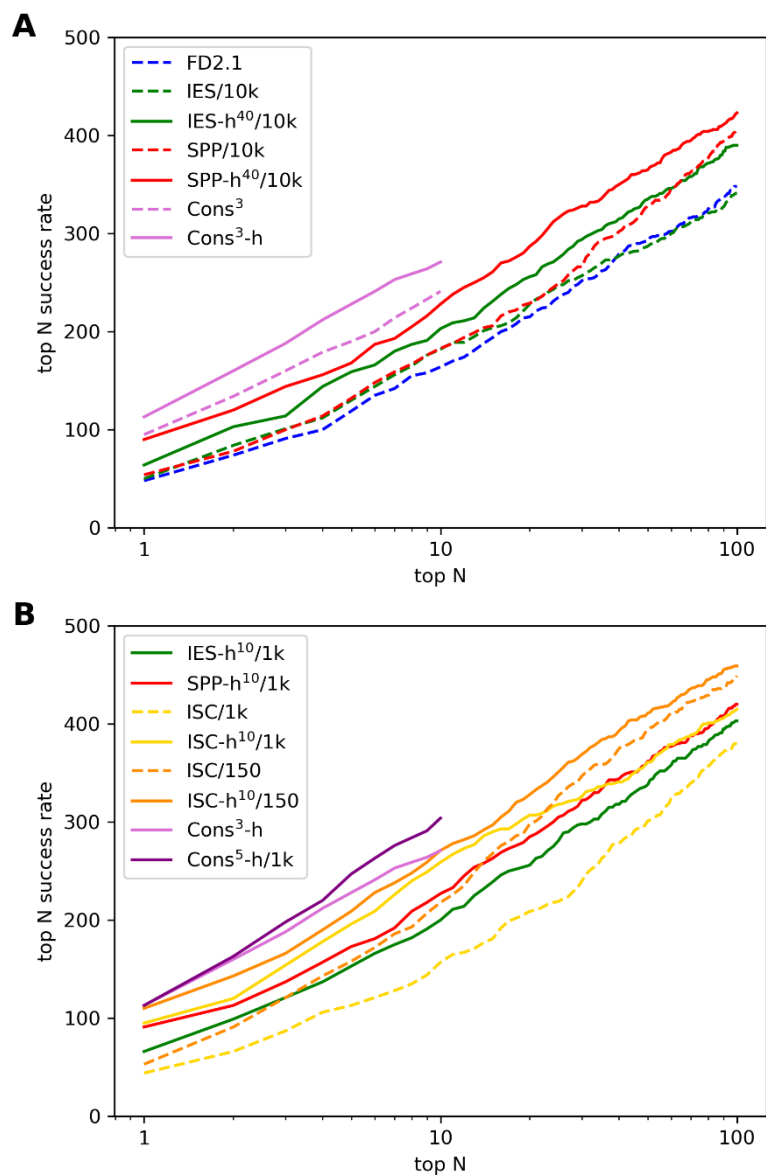 A
500
400
300
200
100
0
top N success rate
FD2.1
IES/10k
IES-h⁴⁰/10k
SPP/10k
SPP-h⁴⁰/10k
Cons³
Cons³-h
1
10
100
top N
B
500
400
300
200
100
0
top N success rate
IES-h¹⁰/1k
SPP-h¹⁰/1k
ISC/1k
ISC-h¹⁰/1k
ISC/150
ISC-h¹⁰/150
Cons³-h
Cons⁵-h/1k
1
10
100
top N